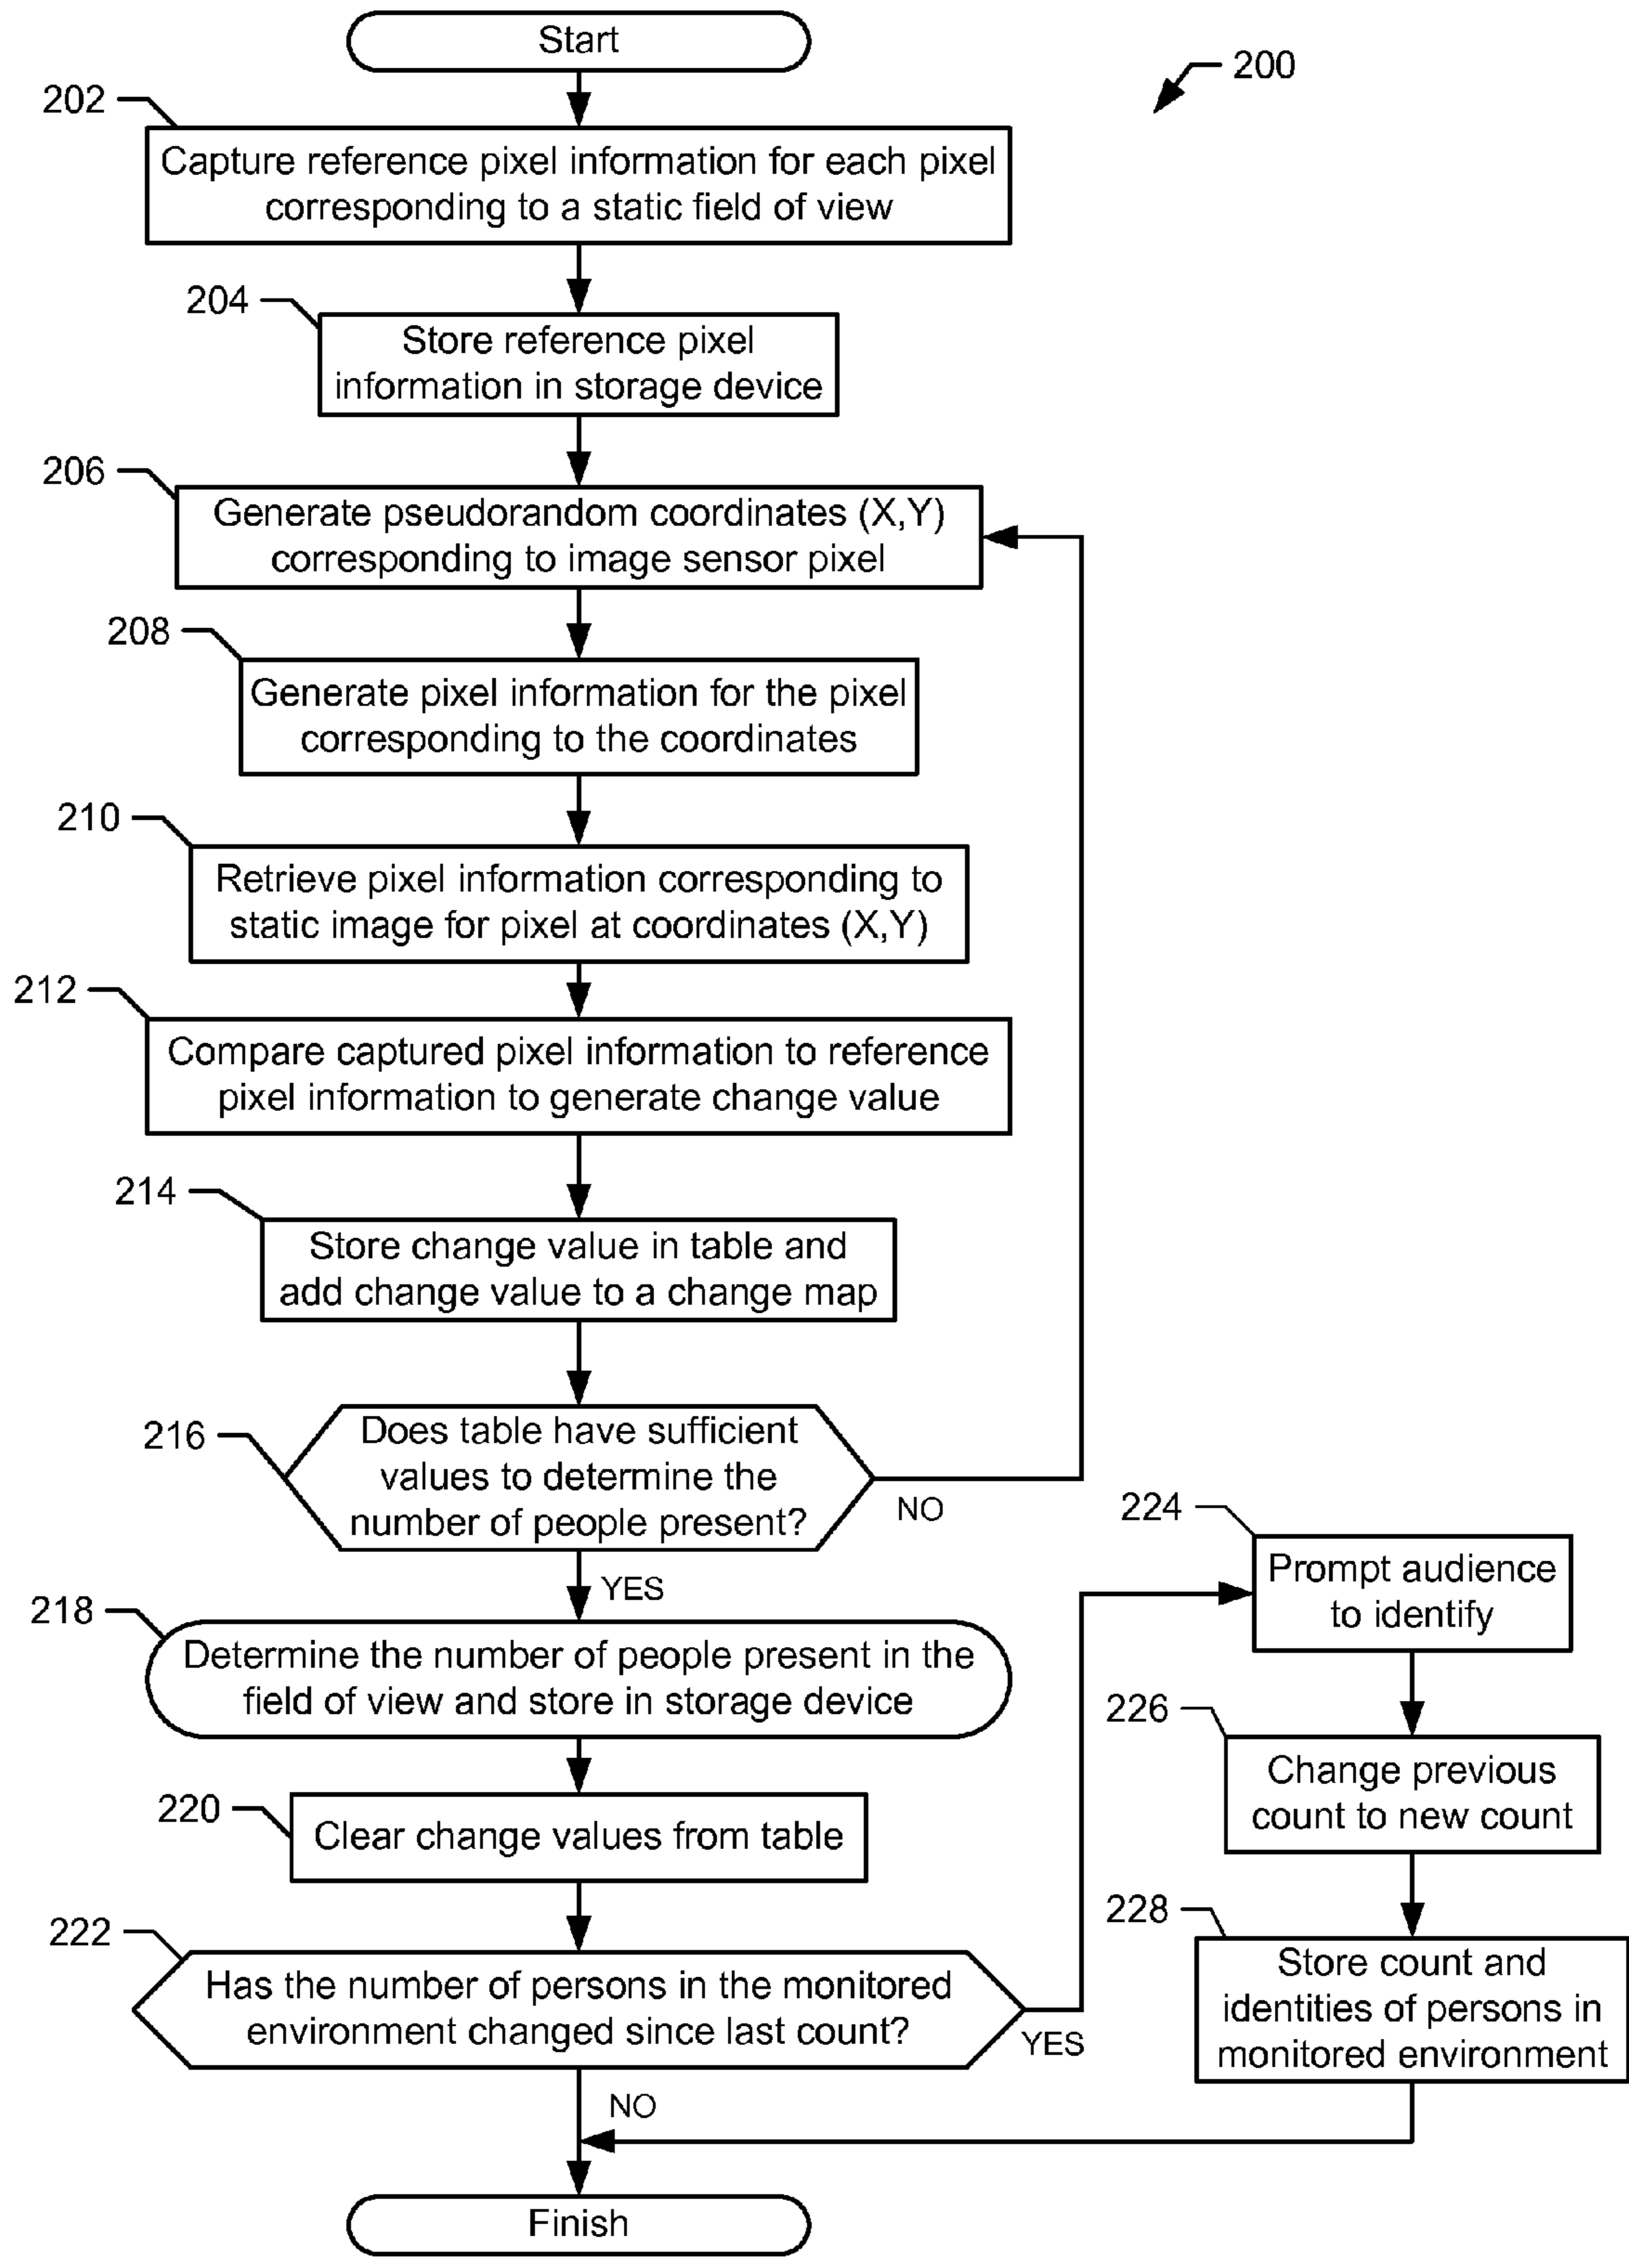 Start
200
202
Capture reference pixel information for each pixel
corresponding to a static field of view
204
Store reference pixel
information in storage device
206
Generate pseudorandom coordinates (X,Y)
corresponding to image sensor pixel
208
Generate pixel information for the pixel
corresponding to the coordinates
210
Retrieve pixel information corresponding to
static image for pixel at coordinates (X,Y)
212
Compare captured pixel information to reference
pixel information to generate change value
214
Store change value in table and
add change value to a change map
216
Does table have sufficient
values to determine the
number of people present?
NO
YES
218
Determine the number of people present in the
field of view and store in storage device
220
Clear change values from table
222
Has the number of persons in the monitored
environment changed since last count?
YES
NO
224
Prompt audience
to identify
226
Change previous
count to new count
228
Store count and
identities of persons in
monitored environment
Finish